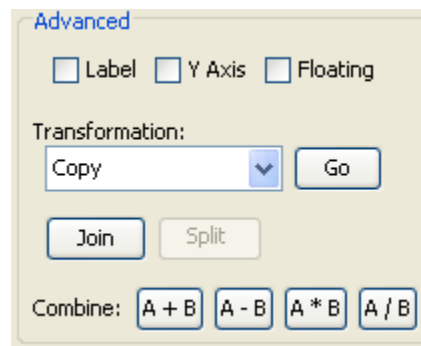 Advanced
Label Y Axis Floating
Transformation:
Copy Go
Join Split
Combine: A + B A - B A * B A / B